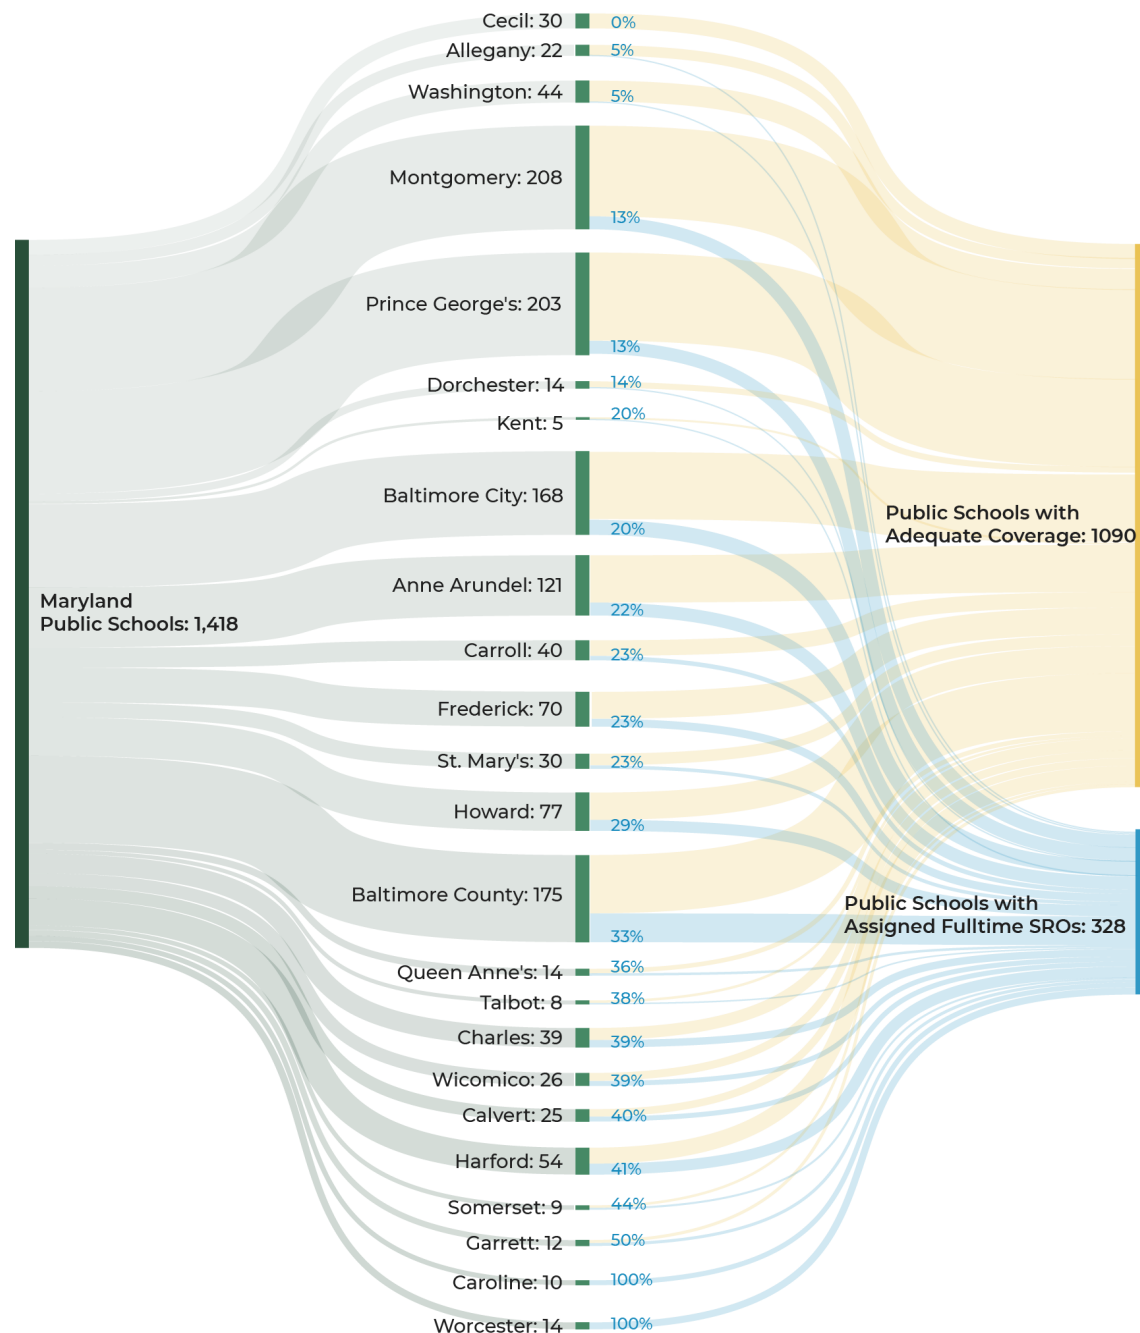 Cecil: 30
0%
Allegany: 22
5%
Washington: 44
5%
Montgomery: 208
13%
Prince George's: 203
13%
Dorchester: 14
14%
Kent: 5
20%
Baltimore City: 168
20%
Public Schools with
Adequate Coverage: 1090
Anne Arundel: 121
22%
Maryland
Public Schools: 1,418
Carroll: 40
23%
Frederick: 70
23%
St. Mary's: 30
23%
Howard: 77
29%
Baltimore County: 175
33%
Public Schools with
Assigned Fulltime SROs: 328
Queen Anne's: 14
36%
Talbot: 8
38%
Charles: 39
39%
Wicomico: 26
39%
Calvert: 25
40%
Harford: 54
41%
Somerset: 9
44%
Garrett: 12
50%
Caroline: 10
100%
Worcester: 14
100%